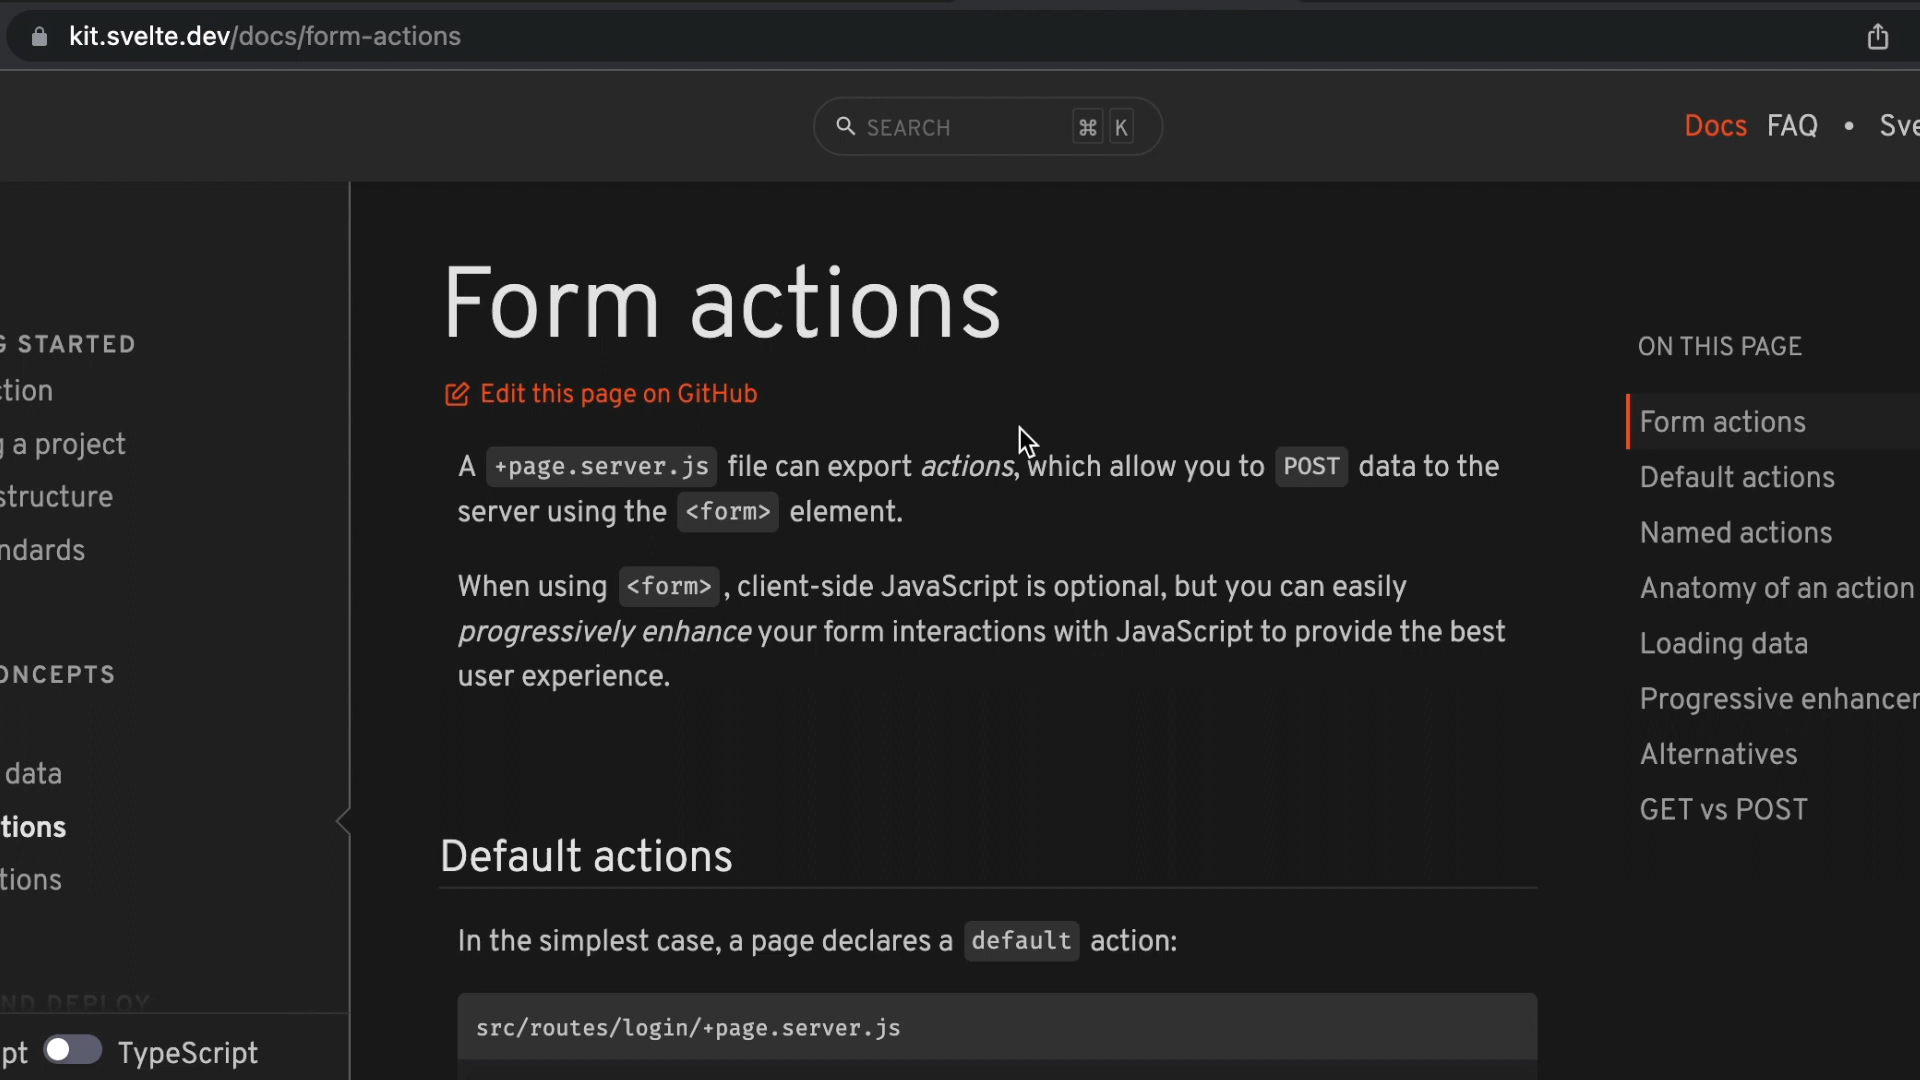 kit.svelte.dev/docs/form-actions
SEARCH ⌘ K
Docs FAQ • Sve
Form actions
Edit this page on GitHub
A +page.server.js file can export actions, which allow you to POST data to the
server using the <form> element.
When using <form>, client-side JavaScript is optional, but you can easily
progressively enhance your form interactions with JavaScript to provide the best
user experience.
Default actions
In the simplest case, a page declares a default action:
src/routes/login/+page.server.js
G STARTED
ction
g a project
structure
ndards
ONCEPTS
data
tions
tions
ND DEPLOY
pt TypeScript
ON THIS PAGE
Form actions
Default actions
Named actions
Anatomy of an action
Loading data
Progressive enhancem
Alternatives
GET vs POST